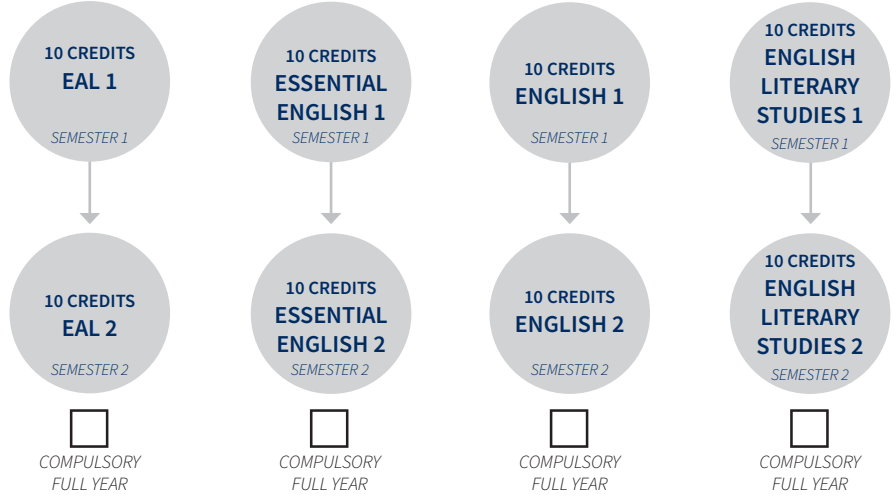 10 CREDITS
EAL 1
SEMESTER 1
10 CREDITS
ESSENTIAL
ENGLISH 1
SEMESTER 1
10 CREDITS
ENGLISH 1
SEMESTER 1
10 CREDITS
ENGLISH
LITERARY
STUDIES 1
SEMESTER 1
10 CREDITS
EAL 2
SEMESTER 2
10 CREDITS
ESSENTIAL
ENGLISH 2
SEMESTER 2
10 CREDITS
ENGLISH 2
SEMESTER 2
10 CREDITS
ENGLISH
LITERARY
STUDIES 2
SEMESTER 2
COMPULSORY
FULL YEAR
COMPULSORY
FULL YEAR
COMPULSORY
FULL YEAR
COMPULSORY
FULL YEAR